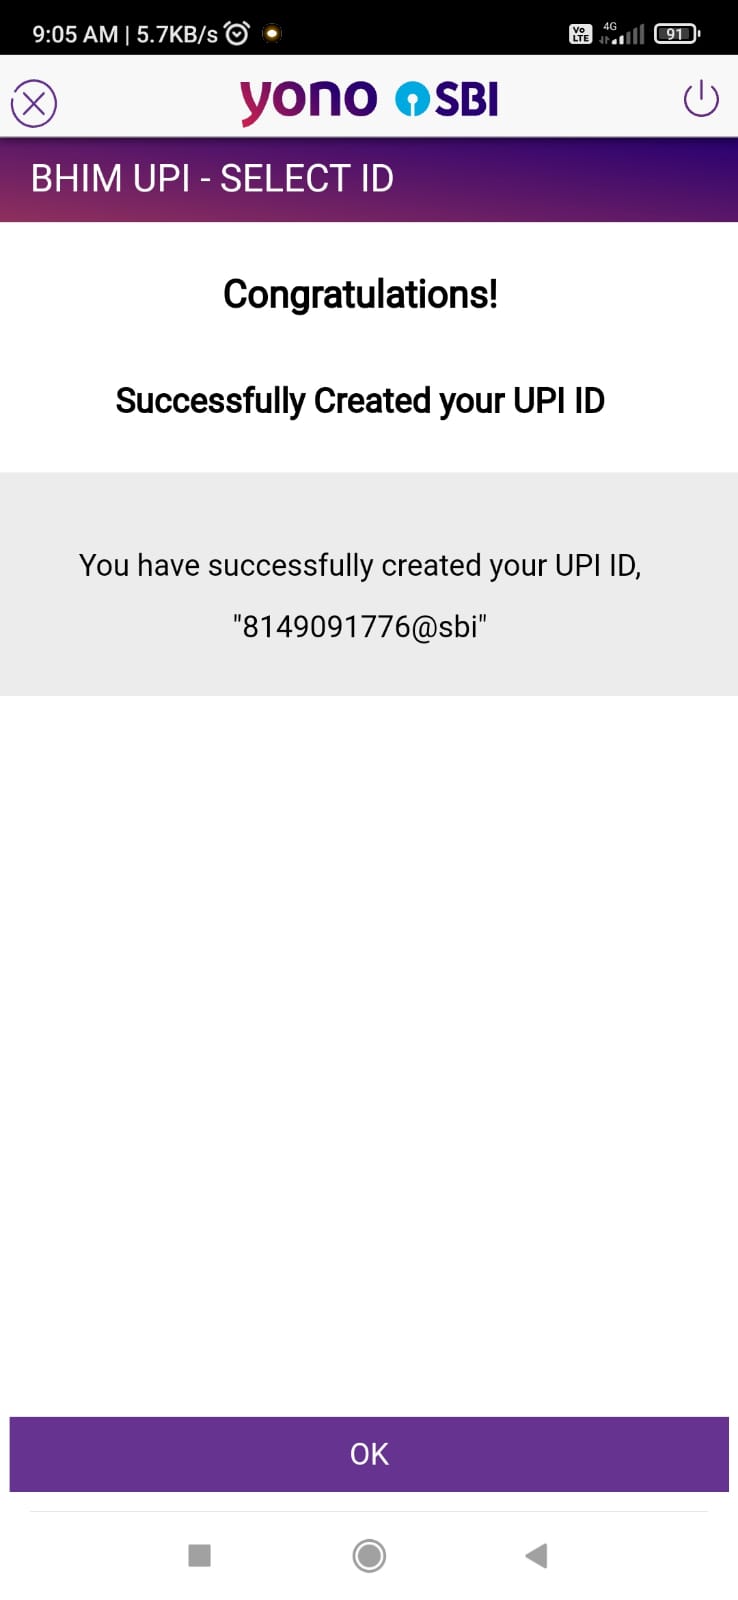 9:05 AM | 5.7KB/s
Vo LTE 4G 91
yono SBI
BHIM UPI - SELECT ID
Congratulations!
Successfully Created your UPI ID
You have successfully created your UPI ID,
"8149091776@sbi"
OK